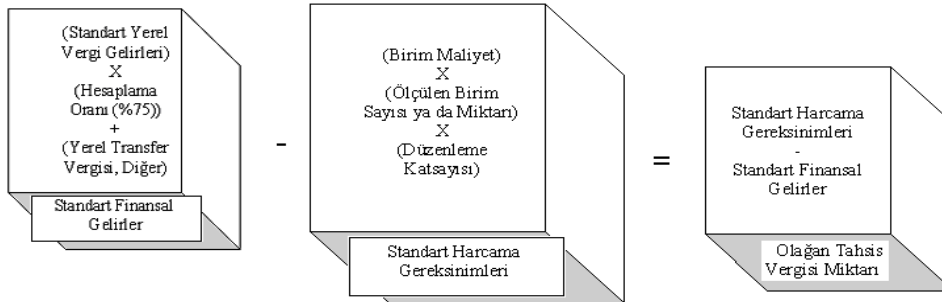 (Standart Yerel
Vergi Gelirleri)
X
(Hesaplama
Oranı (%75))
+
(Yerel Transfer
Vergisi, Diğer)
Standart Finansal
Gelirler
-
(Birim Maliyet)
X
(Ölçülen Birim
Sayısı ya da Miktarı)
X
(Düzenleme
Katsayısı)
Standart Harcama
Gereksinimleri
=
Standart Harcama
Gereksinimleri
-
Standart Finansal
Gelirler
Olağan Tahsis
Vergisi Miktarı